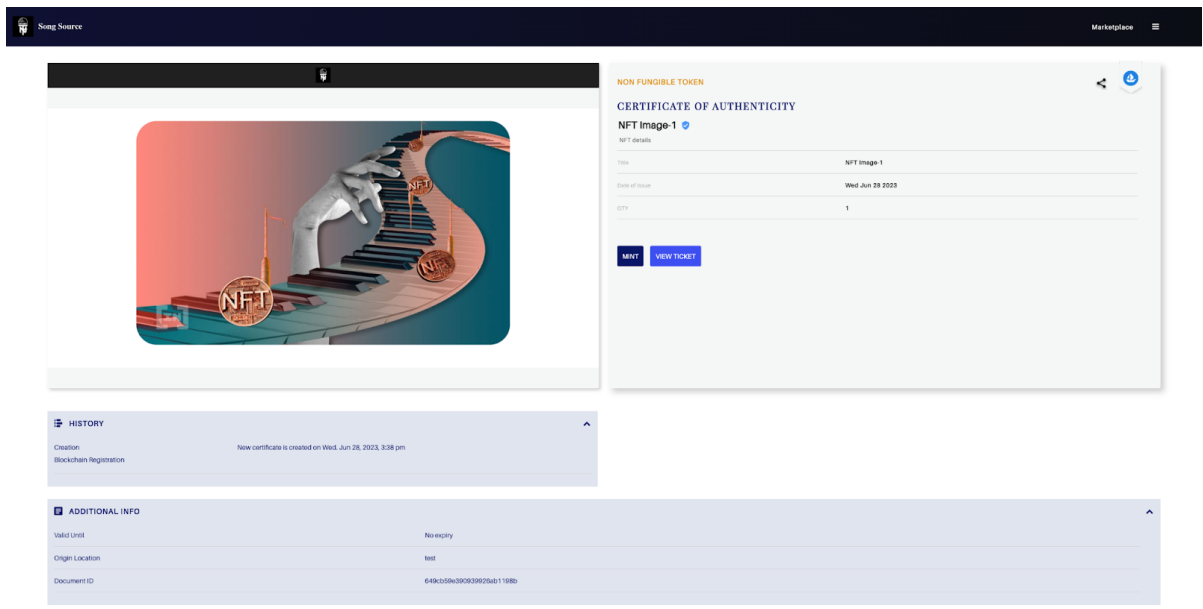 Song Source
Marketplace
NON FUNGIBLE TOKEN
CERTIFICATE OF AUTHENTICITY
NFT Image-1
NFT details
Title NFT Image-1
Date of Issue Wed Jun 28 2023
QTY 1
MINT VIEW TICKET
NFT
NFT
NFT
HISTORY
Creation New certificate is created on Wed, Jun 28, 2023, 3:38 pm
Blockchain Registration
ADDITIONAL INFO
Valid Until No expiry
Origin Location test
Document ID 649cb59e390939926ab1198b